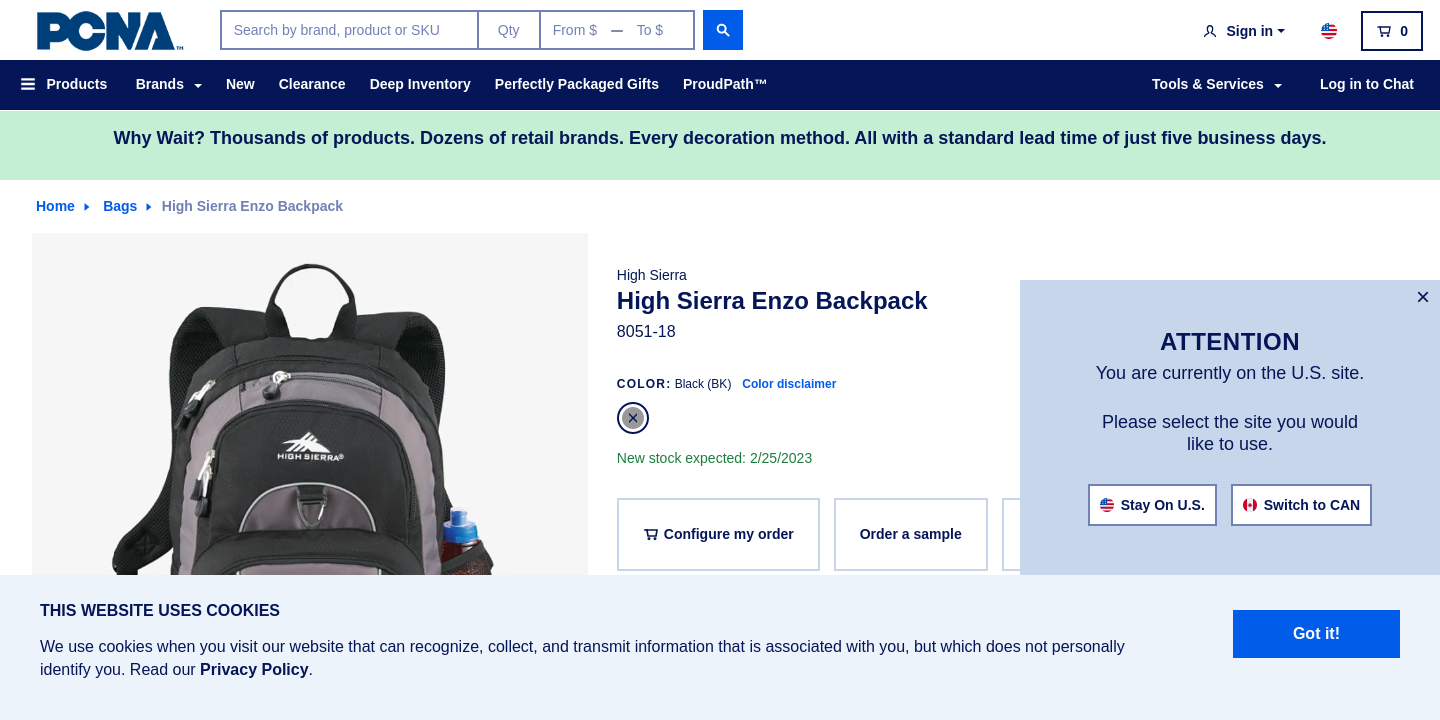 PCNA™
Search by brand, product or SKU
Qty
From $ — To $
Sign in
0
Products
Brands
New
Clearance
Deep Inventory
Perfectly Packaged Gifts
ProudPath™
Tools & Services
Log in to Chat
Why Wait? Thousands of products. Dozens of retail brands. Every decoration method. All with a standard lead time of just five business days.
Home
Bags
High Sierra Enzo Backpack
HIGH SIERRA®
High Sierra
High Sierra Enzo Backpack
8051-18
COLOR: Black (BK) Color disclaimer
New stock expected: 2/25/2023
Configure my order
Order a sample
×
ATTENTION
You are currently on the U.S. site.
Please select the site you would
like to use.
Stay On U.S.
Switch to CAN
THIS WEBSITE USES COOKIES
We use cookies when you visit our website that can recognize, collect, and transmit information that is associated with you, but which does not personally
identify you. Read our Privacy Policy.
Got it!